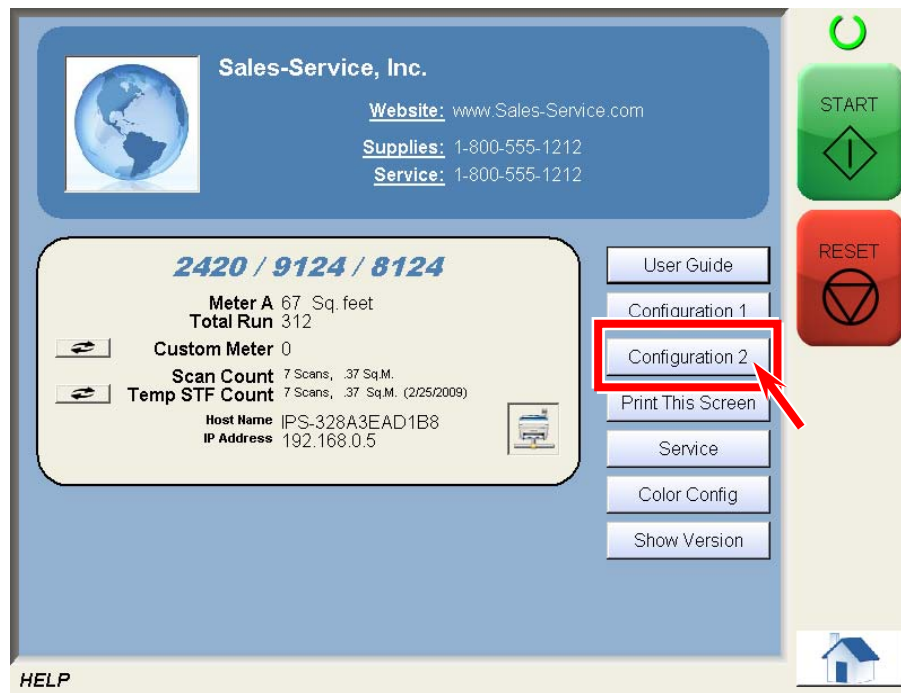 Sales-Service, Inc.
Website: www.Sales-Service.com
Supplies: 1-800-555-1212
Service: 1-800-555-1212
START
RESET
2420 / 9124 / 8124
Meter A 67 Sq. feet
Total Run 312
Custom Meter 0
Scan Count 7 Scans, .37 Sq.M.
Temp STF Count 7 Scans, .37 Sq.M. (2/25/2009)
Host Name IPS-328A3EAD1B8
IP Address 192.168.0.5
User Guide
Configuration 1
Configuration 2
Print This Screen
Service
Color Config
Show Version
HELP